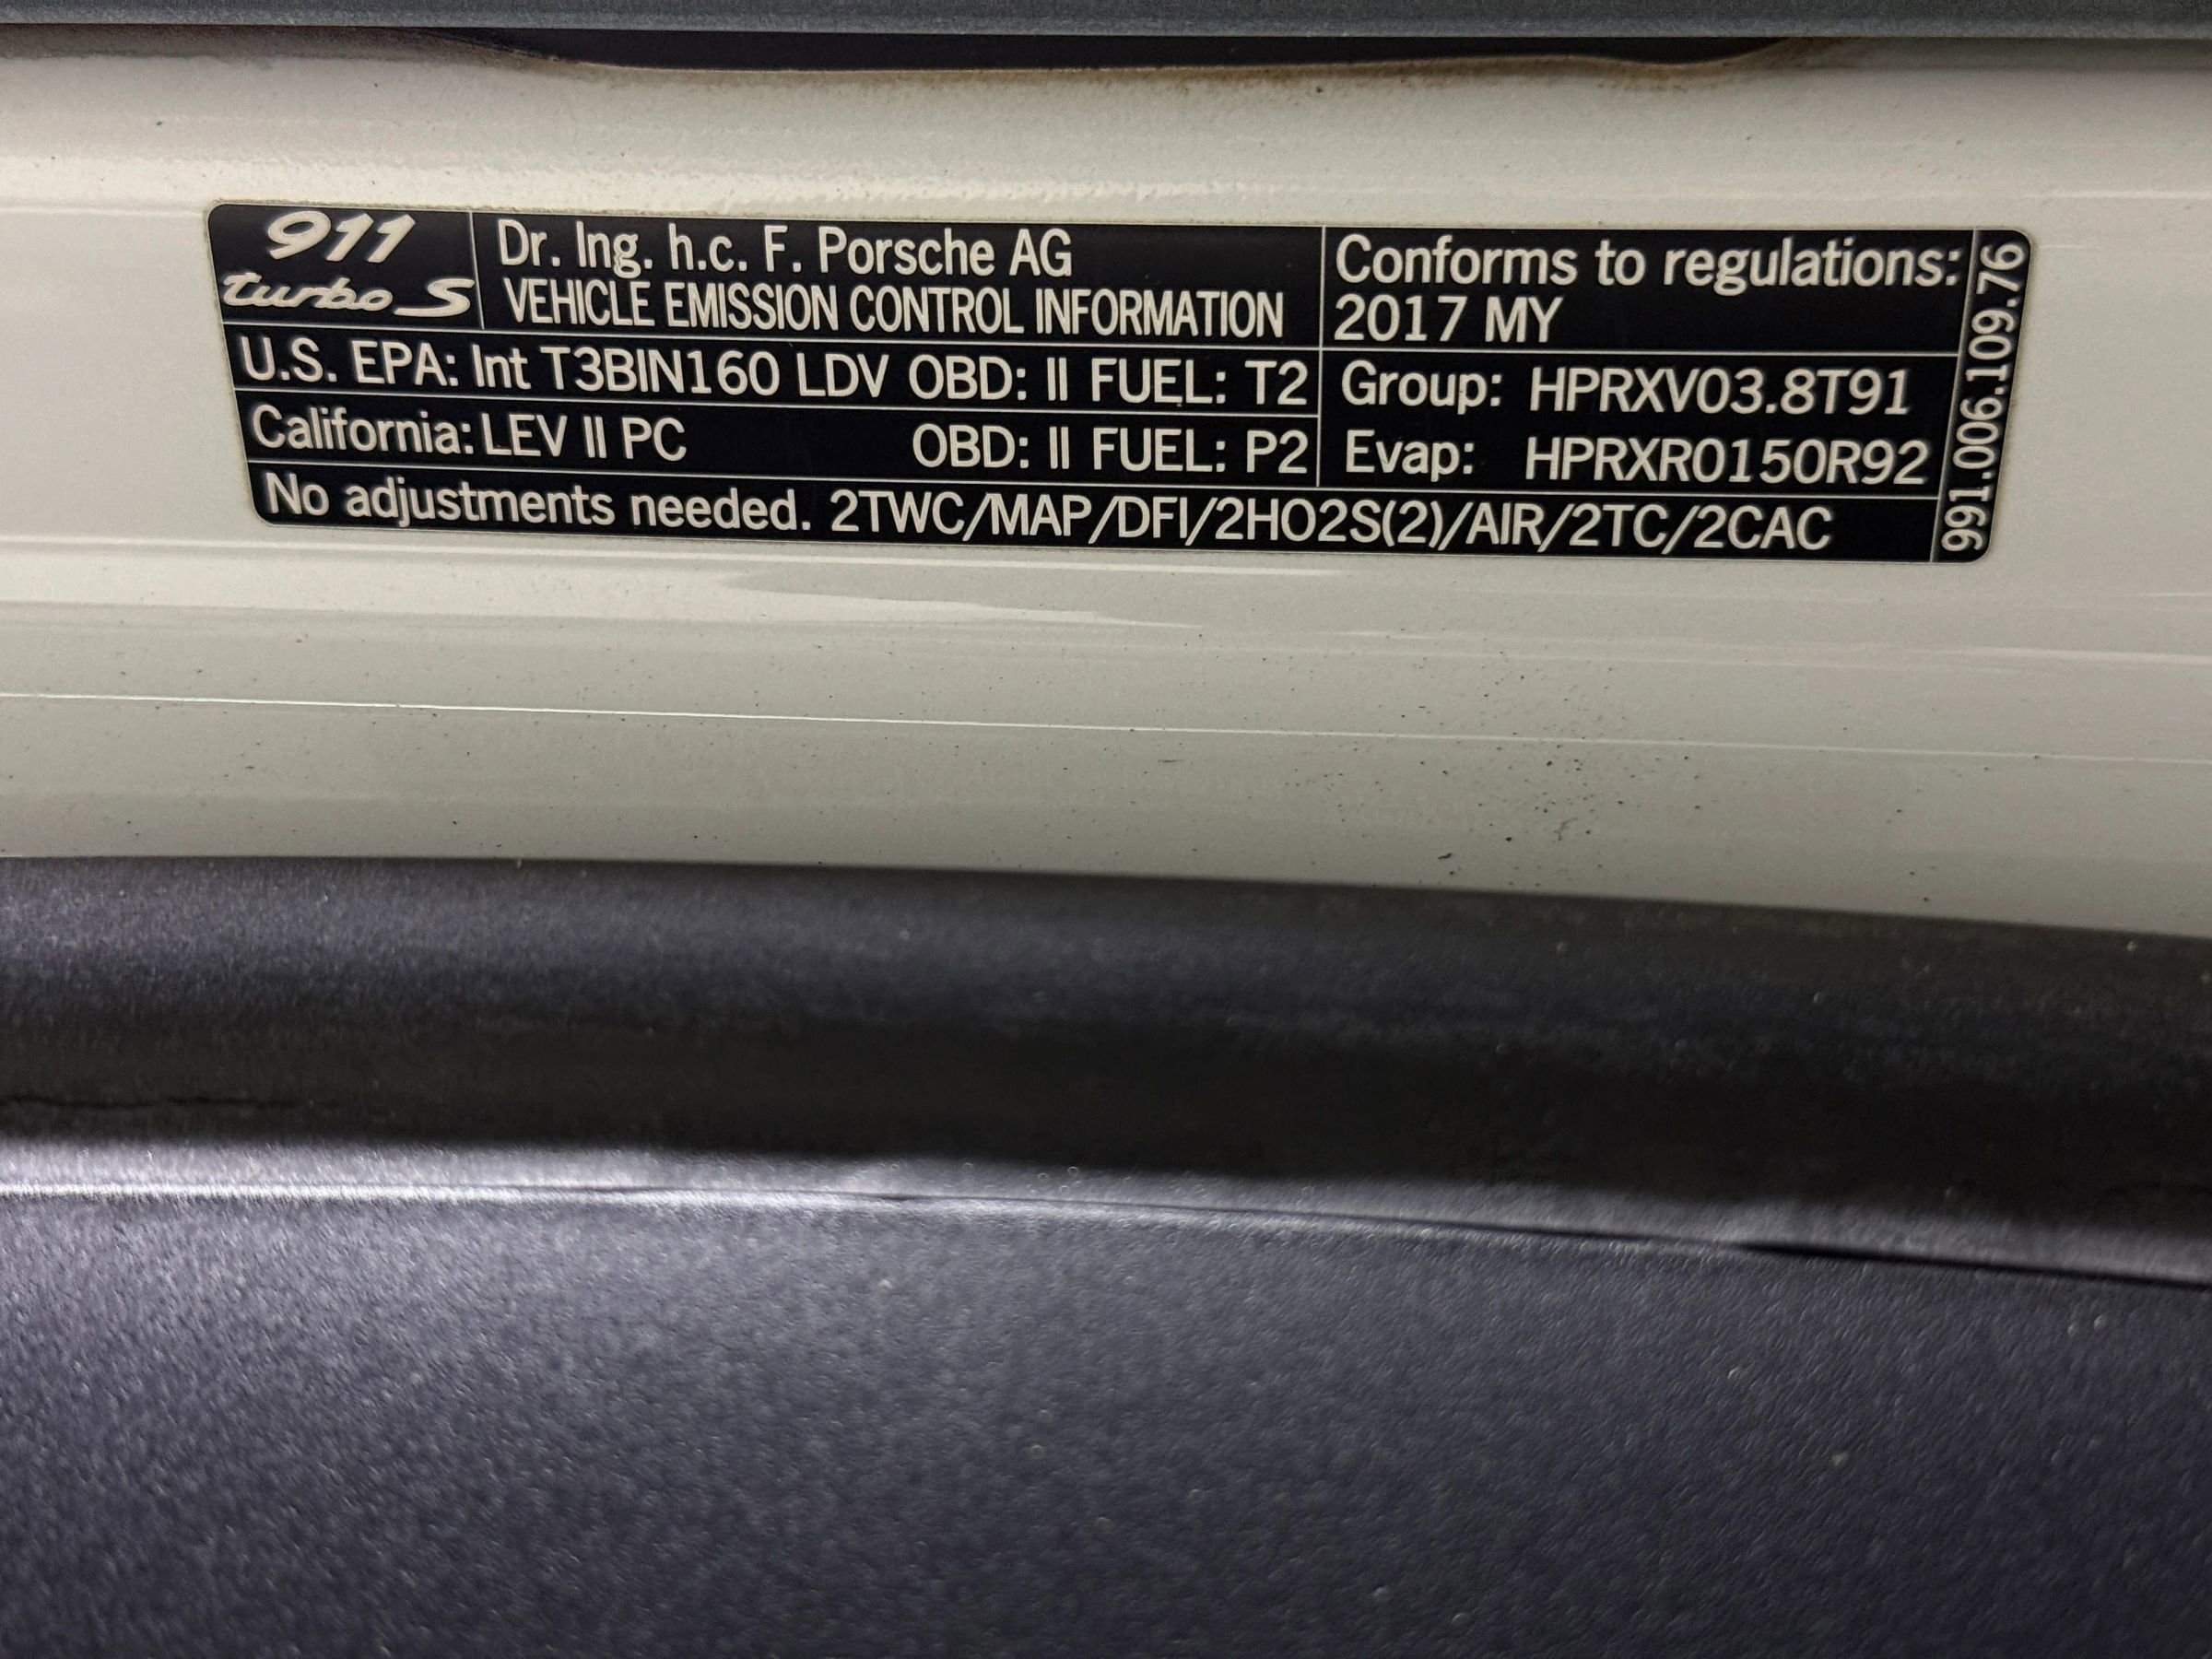 911
turbo S
Dr. Ing. h.c. F. Porsche AG
VEHICLE EMISSION CONTROL INFORMATION
Conforms to regulations:
2017 MY
U.S. EPA: Int T3BIN160 LDV OBD: II FUEL: T2
California: LEV II PC OBD: II FUEL: P2
Group: HPRXV03.8T91
Evap: HPRXR0150R92
No adjustments needed. 2TWC/MAP/DFI/2HO2S(2)/AIR/2TC/2CAC
991.006.109.76